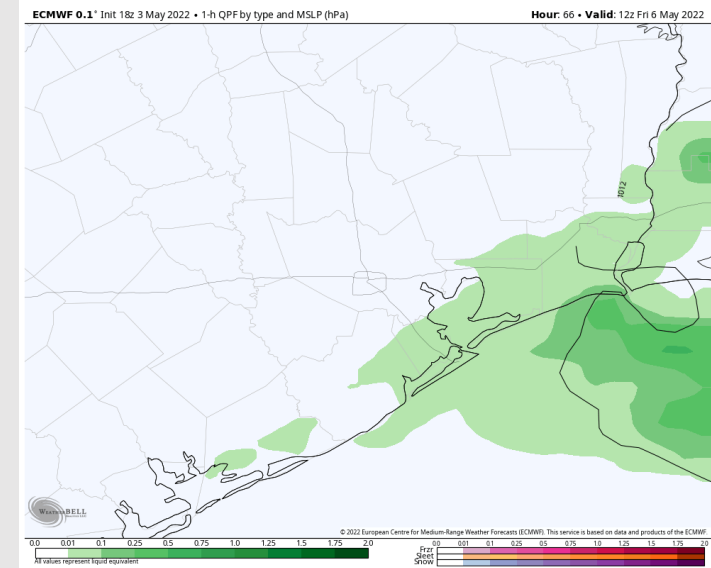 ECMWF 0.1° Init 18z 3 May 2022 • 1-h QPF by type and MSLP (hPa)
Hour: 66 • Valid: 12z Fri 6 May 2022
1012
WeatherBELL
© 2022 European Centre for Medium-Range Weather Forecasts (ECMWF). This service is based on data and products of the ECMWF.
0.0 0.01 0.1 0.25 0.5 0.75 1.0 1.25 1.5 1.75 2.0
All values represent liquid equivalent
0.0 0.01 0.1 0.25 0.5 0.75 1.0 1.25 1.5 1.75 2.0
Frzr
Sleet
Snow